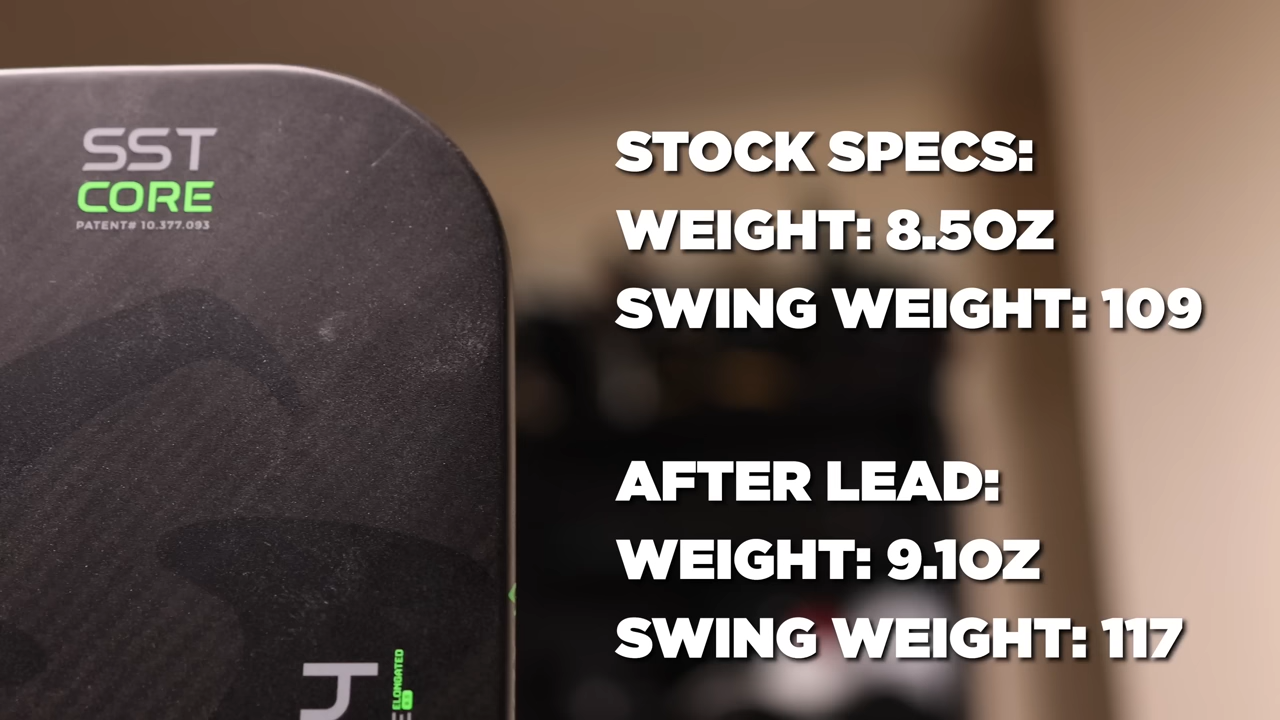 SST
CORE
PATENT# 10.377.093
STOCK SPECS:
WEIGHT: 8.5OZ
SWING WEIGHT: 109
AFTER LEAD:
WEIGHT: 9.1OZ
SWING WEIGHT: 117
ELONGATED